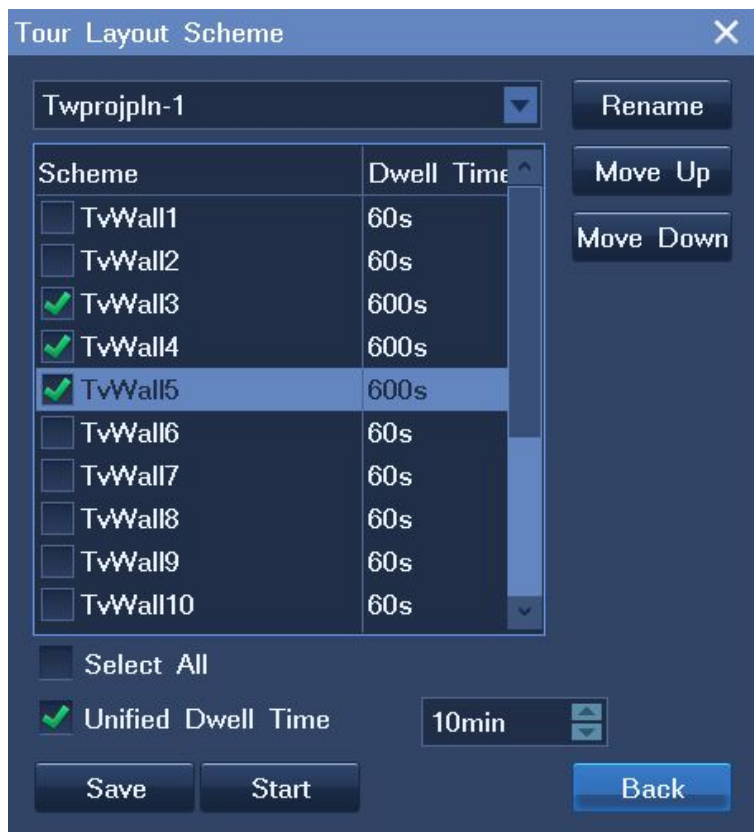 Tour Layout Scheme
Twprojpln-1
Rename
Scheme Dwell Time
Move Up
TvWall1 60s
Move Down
TvWall2 60s
TvWall3 600s
TvWall4 600s
TvWall5 600s
TvWall6 60s
TvWall7 60s
TvWall8 60s
TvWall9 60s
TvWall10 60s
Select All
Unified Dwell Time 10min
Save Start Back